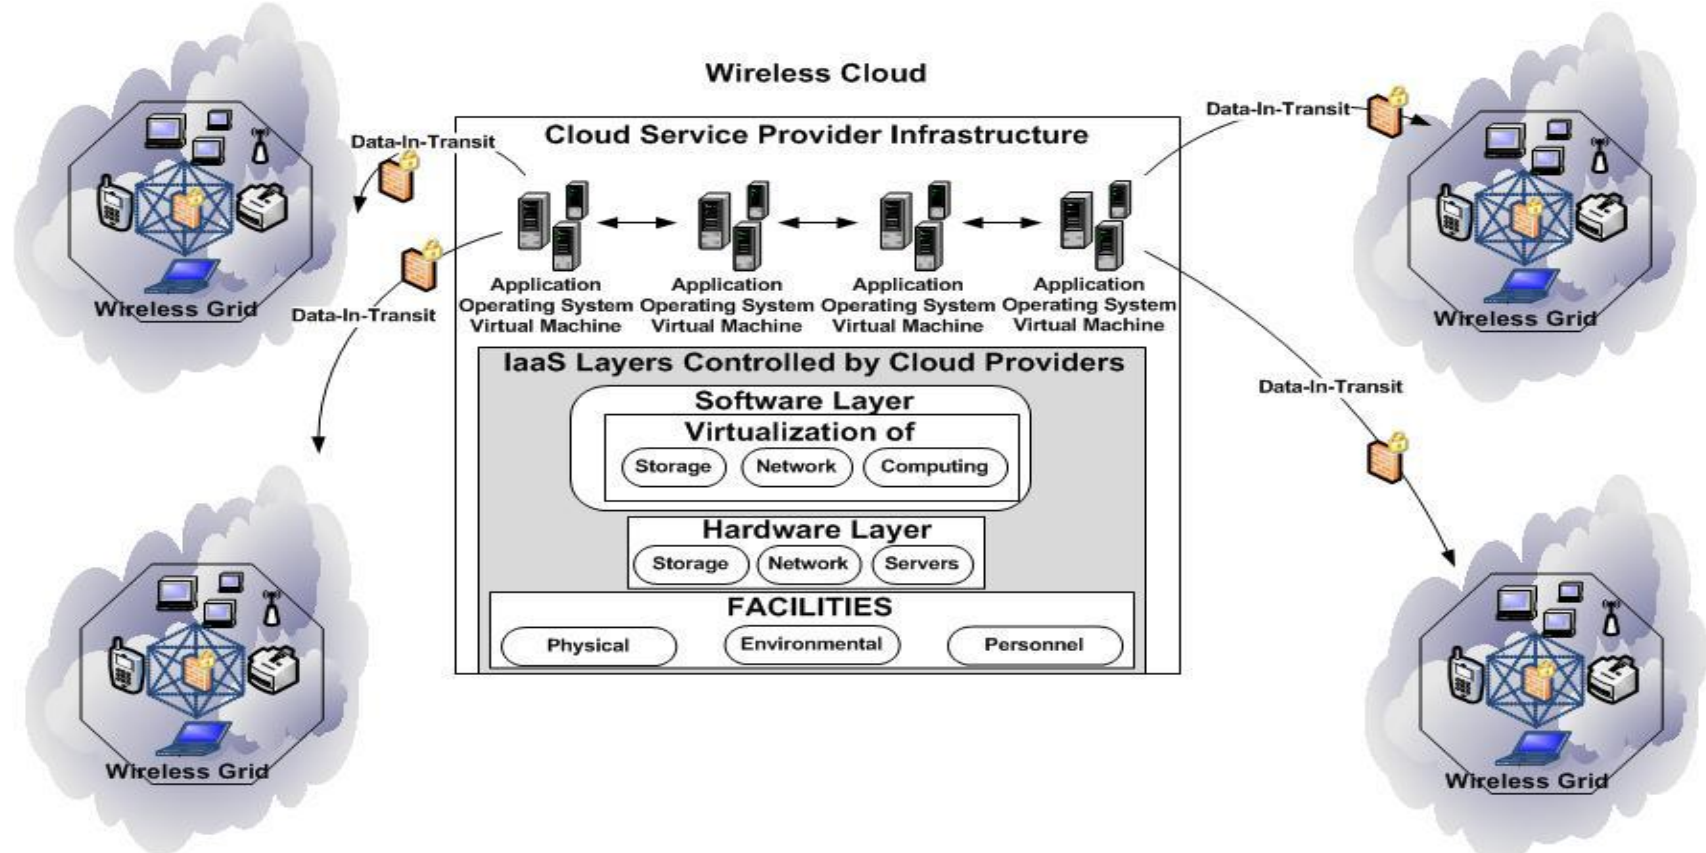 Wireless Cloud
Cloud Service Provider Infrastructure
Data-In-Transit
Data-In-Transit
Data-In-Transit
Data-In-Transit
Wireless Grid
Wireless Grid
Application
Operating System
Virtual Machine
Application
Operating System
Virtual Machine
Application
Operating System
Virtual Machine
Application
Operating System
Virtual Machine
IaaS Layers Controlled by Cloud Providers
Software Layer
Virtualization of
Storage
Network
Computing
Hardware Layer
Storage
Network
Servers
FACILITIES
Physical
Environmental
Personnel
Wireless Grid
Wireless Grid